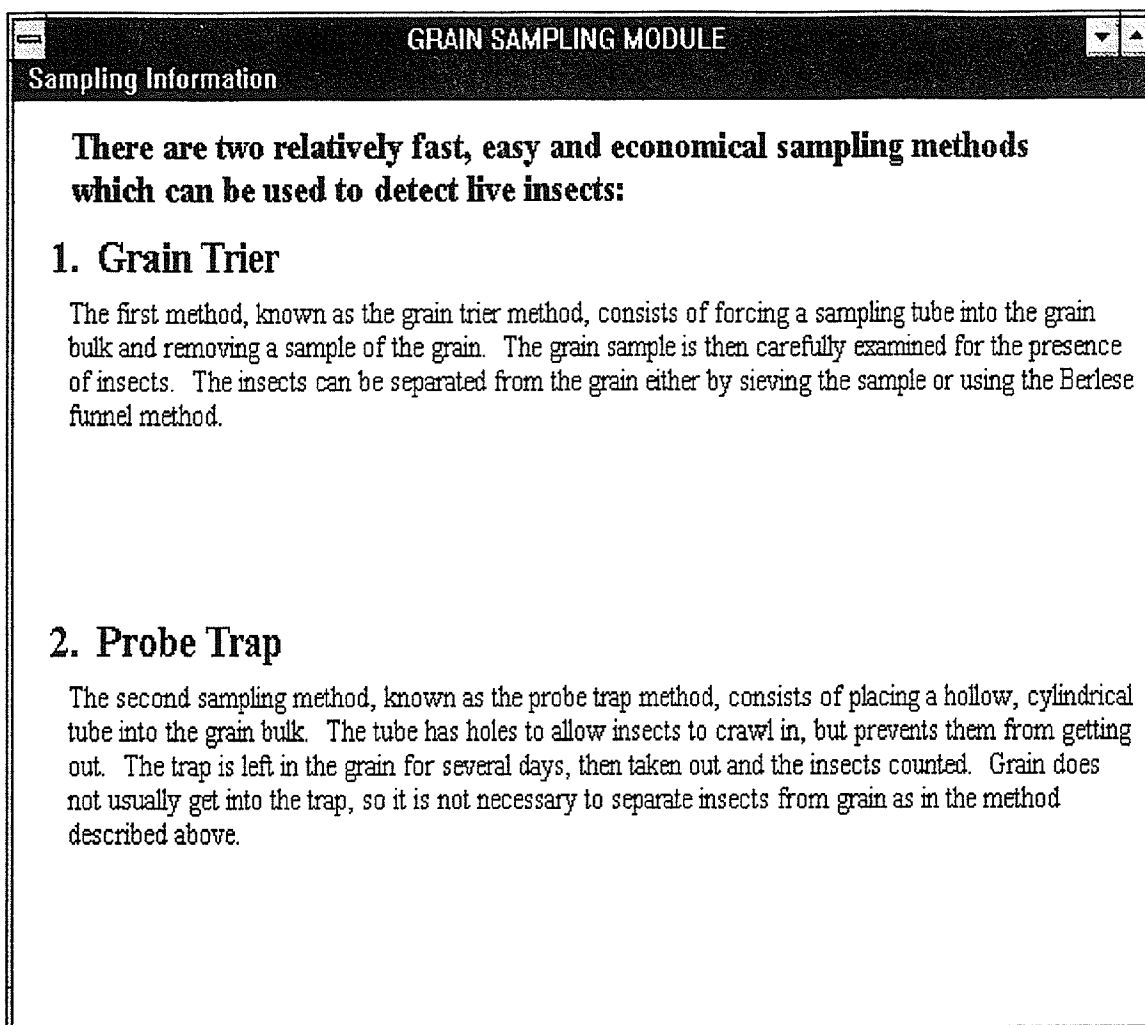 GRAIN SAMPLING MODULE
Sampling Information
There are two relatively fast, easy and economical sampling methods
which can be used to detect live insects:
1. Grain Trier
The first method, known as the grain trier method, consists of forcing a sampling tube into the grain
bulk and removing a sample of the grain. The grain sample is then carefully examined for the presence
of insects. The insects can be separated from the grain either by sieving the sample or using the Berlese
funnel method.
2. Probe Trap
The second sampling method, known as the probe trap method, consists of placing a hollow, cylindrical
tube into the grain bulk. The tube has holes to allow insects to crawl in, but prevents them from getting
out. The trap is left in the grain for several days, then taken out and the insects counted. Grain does
not usually get into the trap, so it is not necessary to separate insects from grain as in the method
described above.